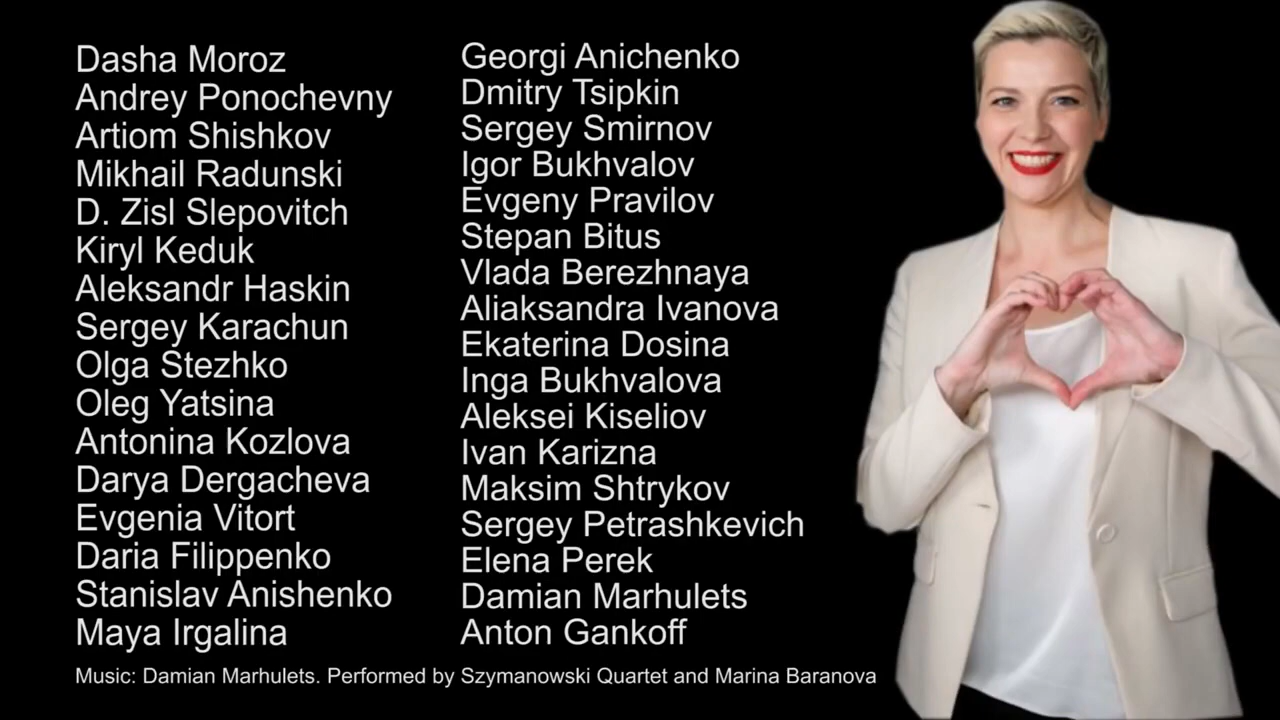 Dasha Moroz
Andrey Ponochevny
Artiom Shishkov
Mikhail Radunski
D. Zisl Slepovitch
Kiryl Keduk
Aleksandr Haskin
Sergey Karachun
Olga Stezhko
Oleg Yatsina
Antonina Kozlova
Darya Dergacheva
Evgenia Vitort
Daria Filippenko
Stanislav Anishenko
Maya Irgalina
Georgi Anichenko
Dmitry Tsipkin
Sergey Smirnov
Igor Bukhvalov
Evgeny Pravilov
Stepan Bitus
Vlada Berezhnaya
Aliaksandra Ivanova
Ekaterina Dosina
Inga Bukhvalova
Aleksei Kiseliov
Ivan Karizna
Maksim Shtrykov
Sergey Petrashkevich
Elena Perek
Damian Marhulets
Anton Gankoff
Music: Damian Marhulets. Performed by Szymanowski Quartet and Marina Baranova